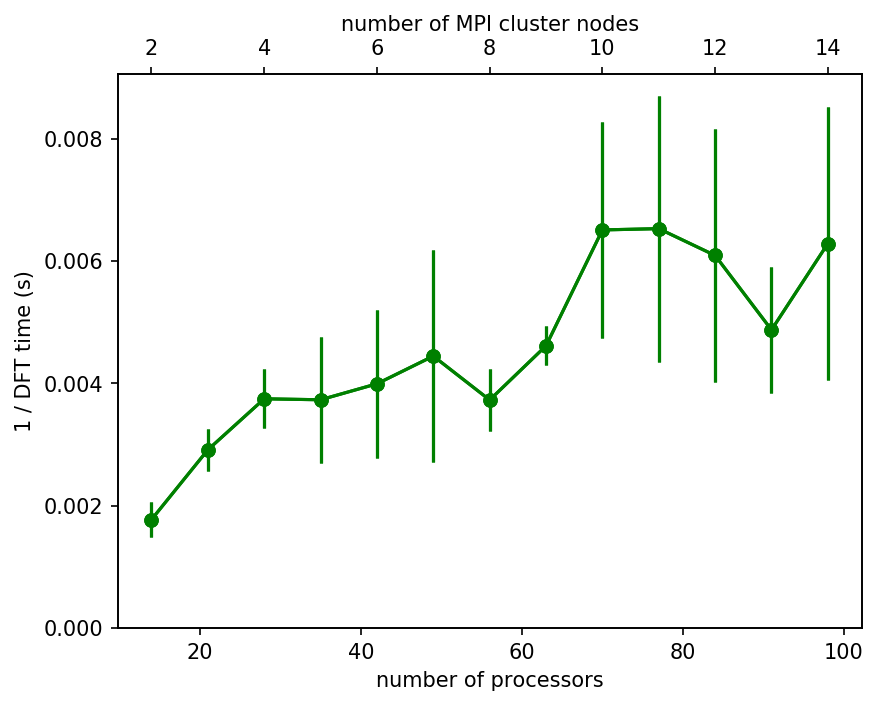 number of MPI cluster nodes
2 4 6 8 10 12 14
0.008
0.006
0.004
0.002
0.000
1 / DFT time (s)
20 40 60 80 100
number of processors